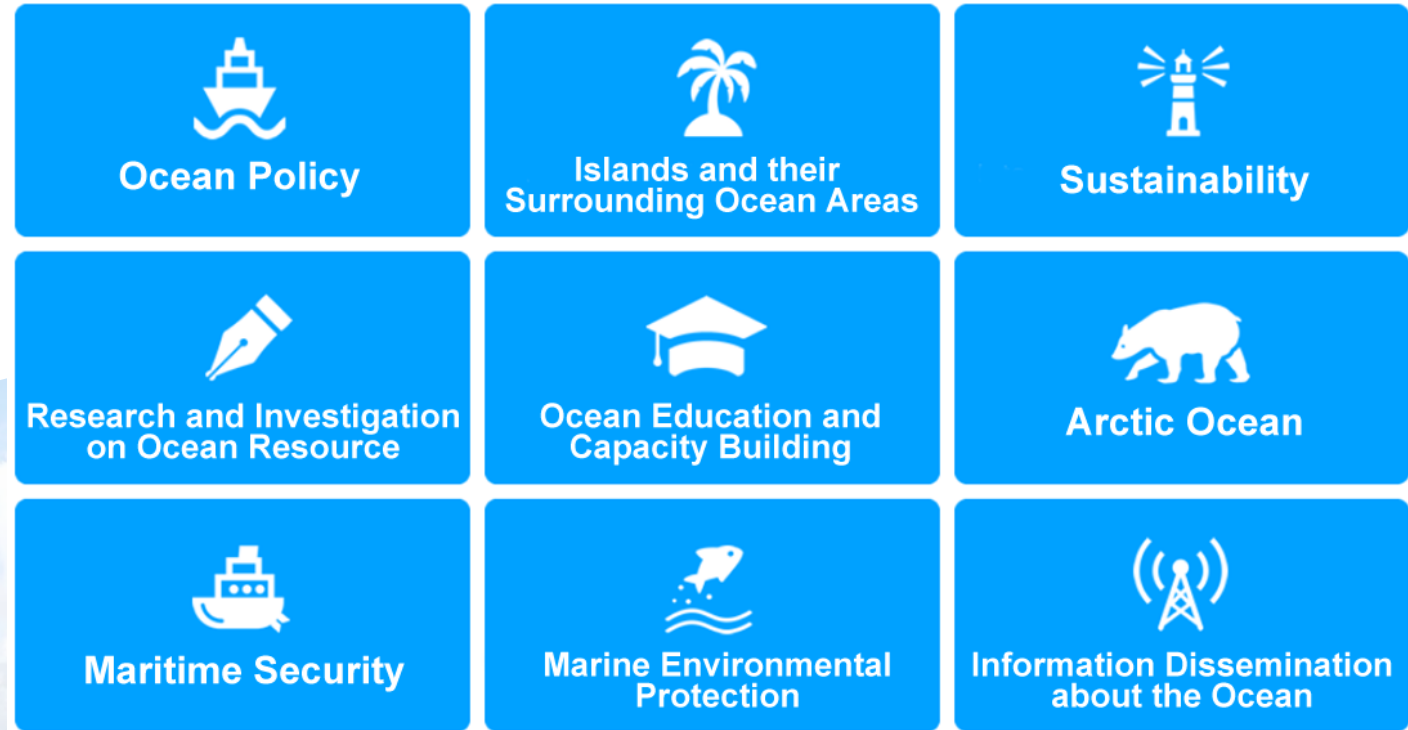 Ocean Policy
Islands and their
Surrounding Ocean Areas
Sustainability
Research and Investigation
on Ocean Resource
Ocean Education and
Capacity Building
Arctic Ocean
Maritime Security
Marine Environmental
Protection
Information Dissemination
about the Ocean